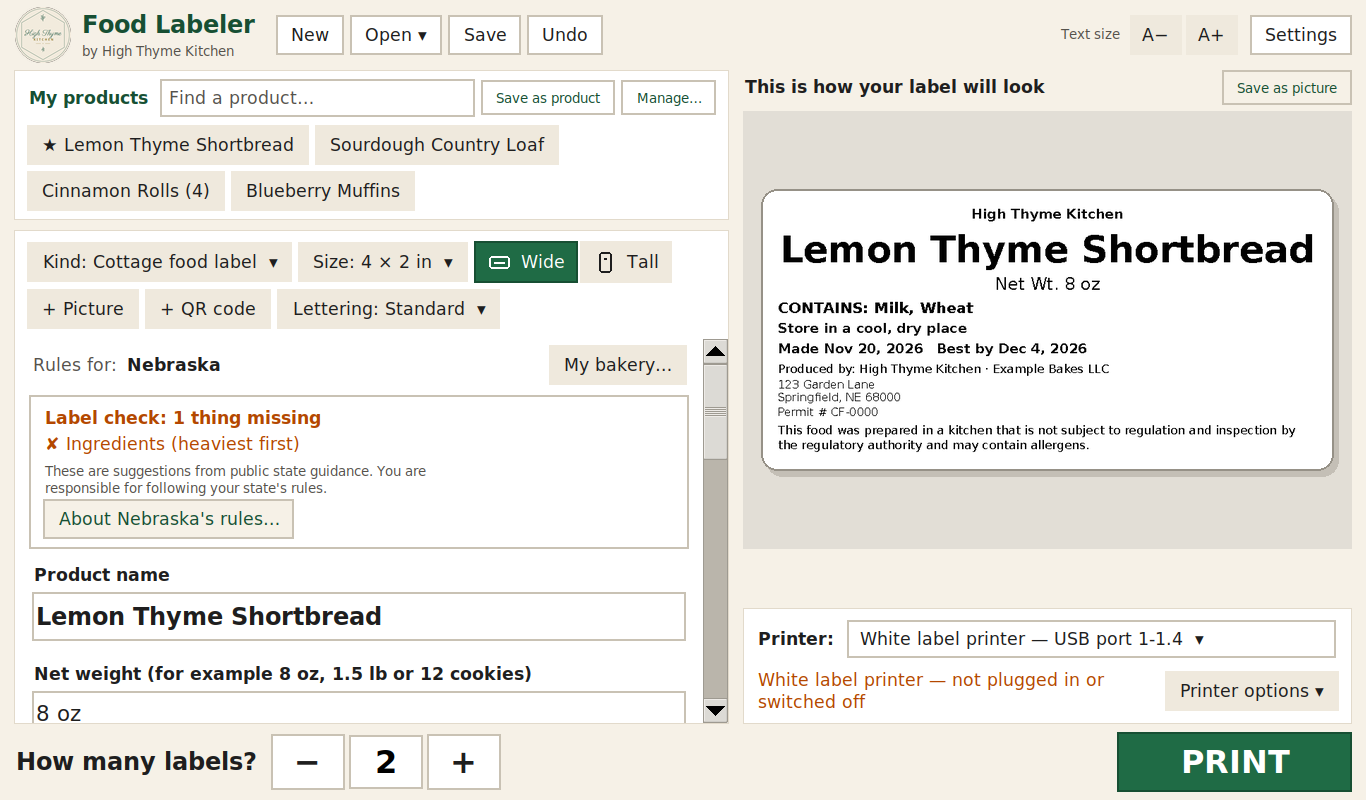 High Thyme
KITCHEN
Food Labeler
by High Thyme Kitchen
New
Open ▾
Save
Undo
Text size
A−
A+
Settings
My products
Find a product...
Save as product
Manage...
★ Lemon Thyme Shortbread
Sourdough Country Loaf
Cinnamon Rolls (4)
Blueberry Muffins
Kind: Cottage food label ▾
Size: 4 × 2 in ▾
Wide
Tall
+ Picture
+ QR code
Lettering: Standard ▾
Rules for: Nebraska
My bakery...
Label check: 1 thing missing
✘ Ingredients (heaviest first)
These are suggestions from public state guidance. You are
responsible for following your state's rules.
About Nebraska's rules...
Product name
Lemon Thyme Shortbread
Net weight (for example 8 oz, 1.5 lb or 12 cookies)
8 oz
This is how your label will look
Save as picture
High Thyme Kitchen
Lemon Thyme Shortbread
Net Wt. 8 oz
CONTAINS: Milk, Wheat
Store in a cool, dry place
Made Nov 20, 2026 Best by Dec 4, 2026
Produced by: High Thyme Kitchen · Example Bakes LLC
123 Garden Lane
Springfield, NE 68000
Permit # CF-0000
This food was prepared in a kitchen that is not subject to regulation and inspection by
the regulatory authority and may contain allergens.
Printer:
White label printer — USB port 1-1.4 ▾
White label printer — not plugged in or
switched off
Printer options ▾
How many labels?
−
2
+
PRINT